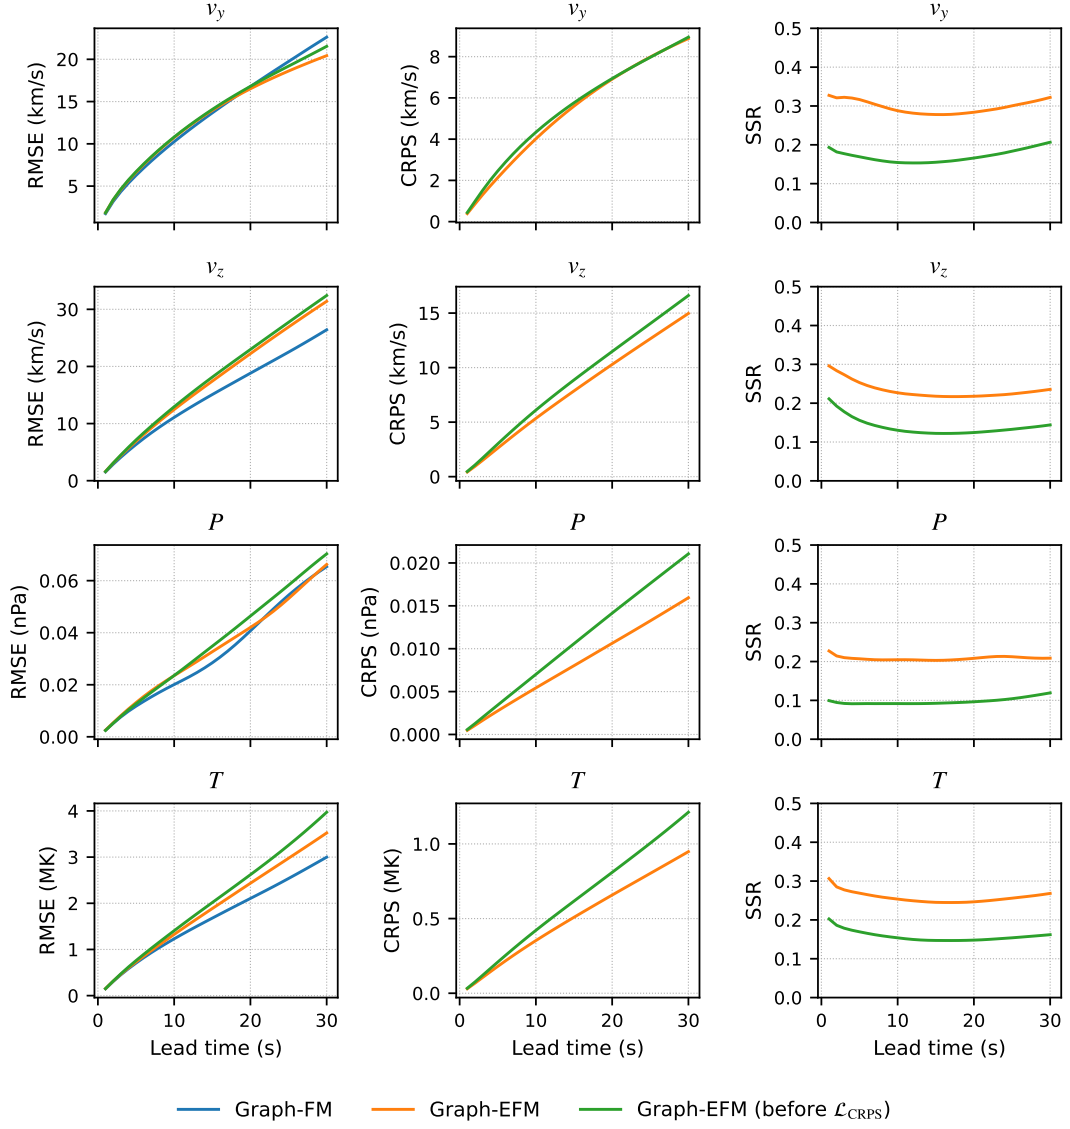 v_y v_y v_y
RMSE (km/s) 20 15 10 5
CRPS (km/s) 8 6 4 2 0
SSR 0.5 0.4 0.3 0.2 0.1 0.0
v_z v_z v_z
RMSE (km/s) 30 20 10 0
CRPS (km/s) 15 10 5 0
SSR 0.5 0.4 0.3 0.2 0.1 0.0
P P P
RMSE (nPa) 0.06 0.04 0.02 0.00
CRPS (nPa) 0.020 0.015 0.010 0.005 0.000
SSR 0.5 0.4 0.3 0.2 0.1 0.0
T T T
RMSE (MK) 4 3 2 1 0
CRPS (MK) 1.0 0.5 0.0
SSR 0.5 0.4 0.3 0.2 0.1 0.0
0 10 20 30 0 10 20 30 0 10 20 30
Lead time (s) Lead time (s) Lead time (s)
Graph-FM Graph-EFM Graph-EFM (before ℒ_CRPS)